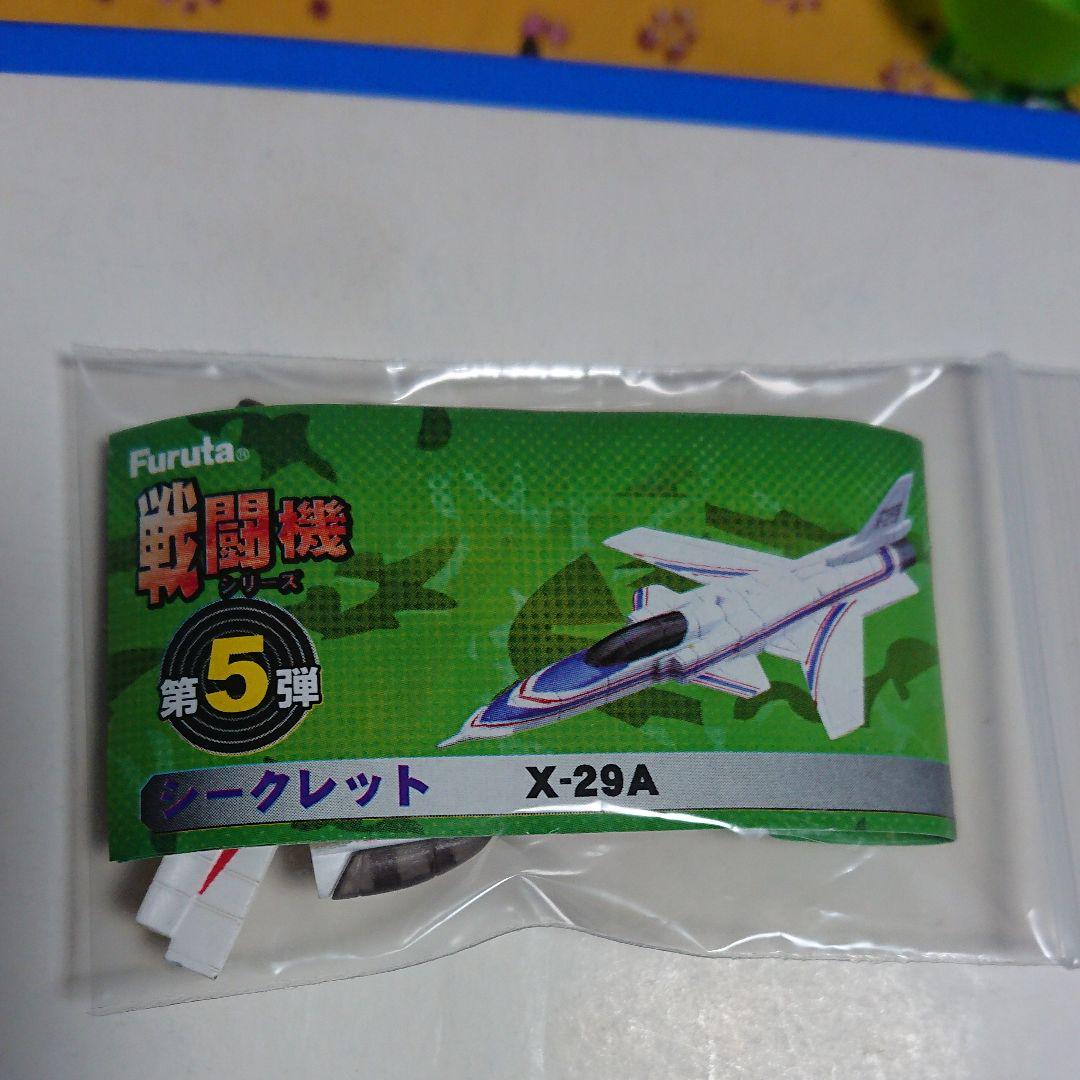 Furuta®
戦闘機
シリーズ
第5弾
シークレット X-29A